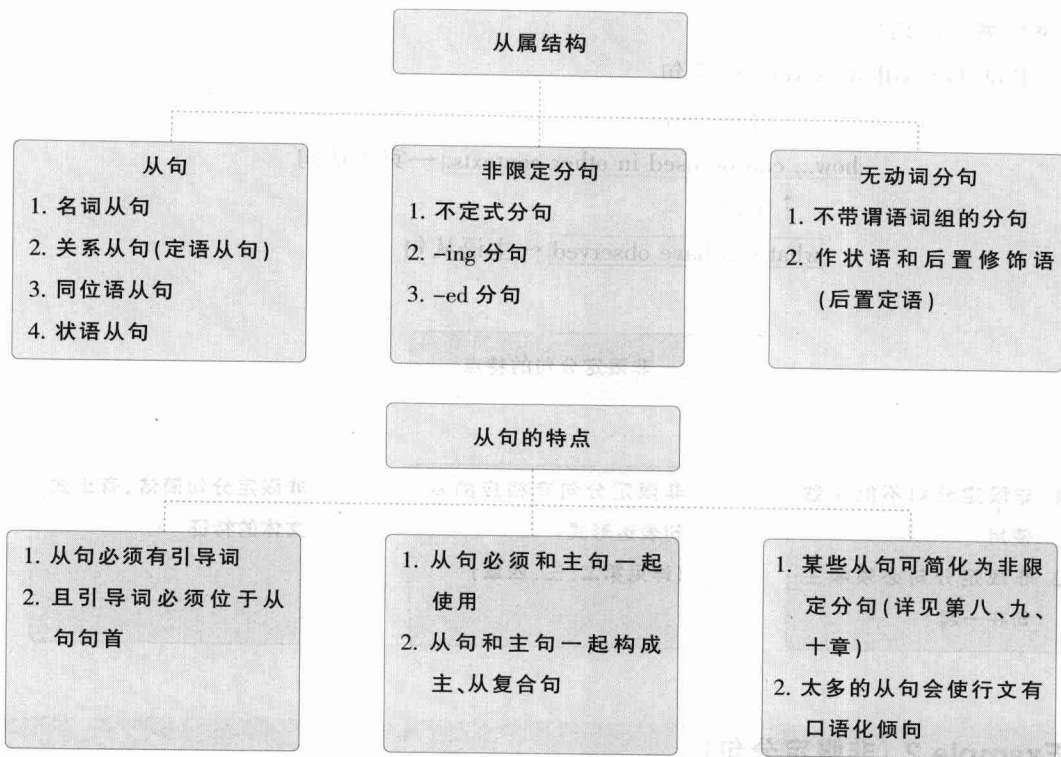 从属结构
从句
1. 名词从句
2. 关系从句(定语从句)
3. 同位语从句
4. 状语从句
非限定分句
1. 不定式分句
2. -ing 分句
3. -ed 分句
无动词分句
1. 不带谓语词组的分句
2. 作状语和后置修饰语
(后置定语)
从句的特点
1. 从句必须有引导词
2. 且引导词必须位于从
句句首
1. 从句必须和主句一起
使用
2. 从句和主句一起构成
主、从复合句
1. 某些从句可简化为非限
定分句(详见第八、九、
十章)
2. 太多的从句会使行文有
口语化倾向